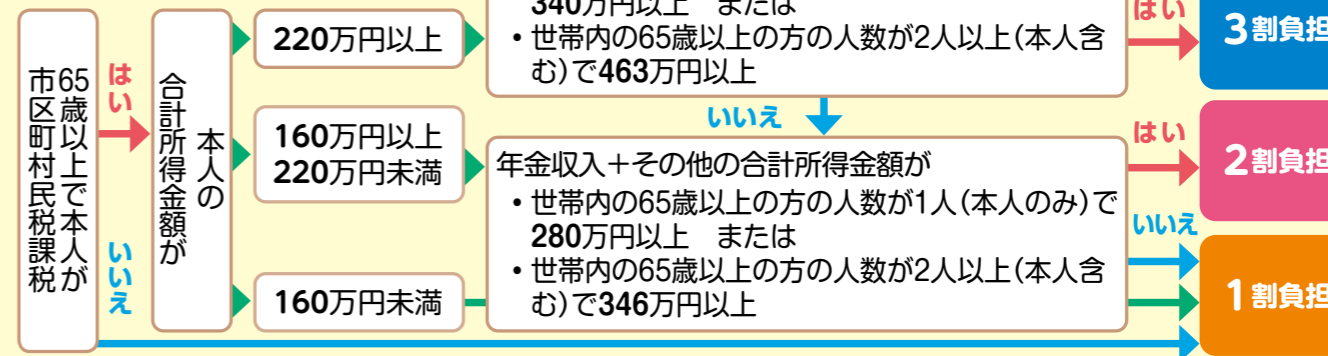 65歳以上で本人が
市区町村民税課税
はい
いいえ
本人の
合計所得金額が
220万円以上
160万円以上
220万円未満
160万円未満
340万円以上 または
・世帯内の65歳以上の方の人数が2人以上(本人含
む)で463万円以上
いいえ
年金収入＋その他の合計所得金額が
・世帯内の65歳以上の方の人数が1人(本人のみ)で
280万円以上 または
・世帯内の65歳以上の方の人数が2人以上(本人含
む)で346万円以上
はい
はい
いいえ
3割負担
2割負担
1割負担